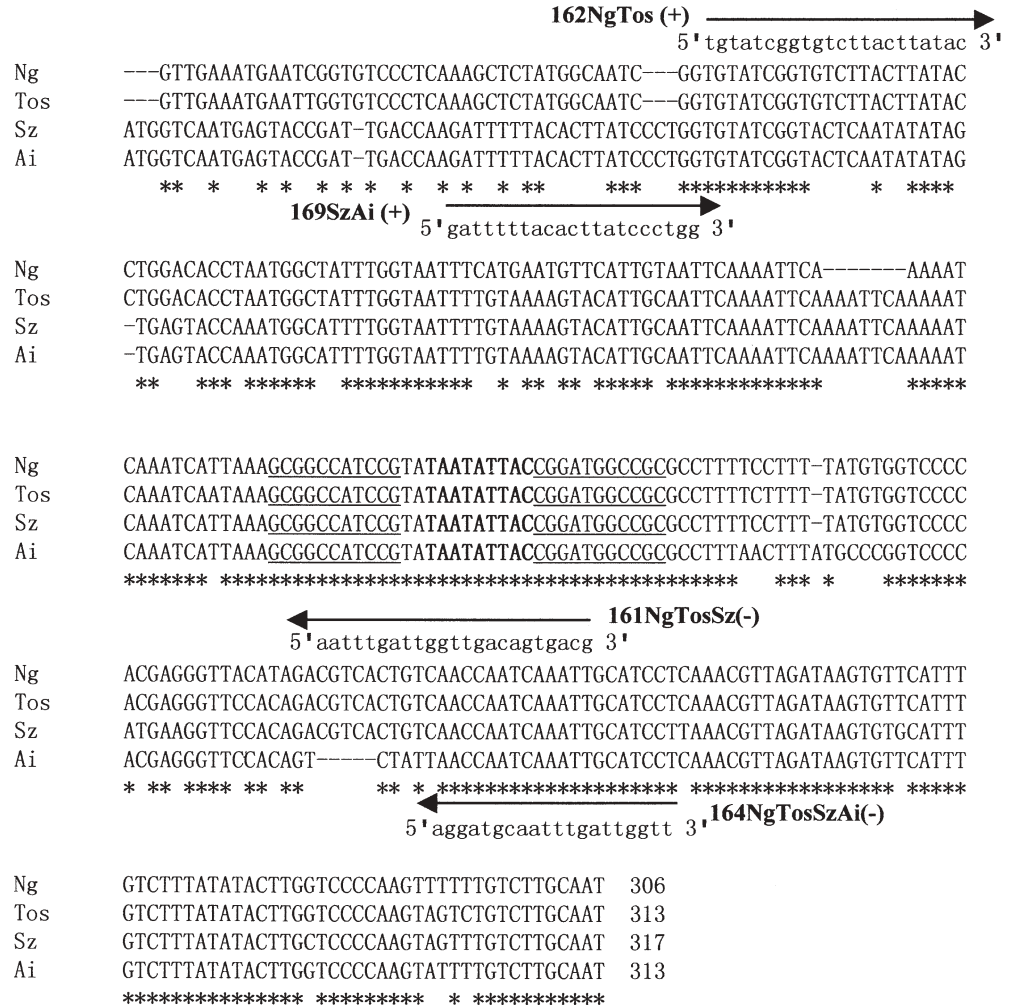 162NgTos (+)
5'tgtatcggtgtcttacttatac 3'
Ng ---GTTGAAATGAATCGGTGTCCCTCAAAGCTCTATGGCAATC---GGTGTATCGGTGTCTTACTTATAC
Tos ---GTTGAAATGAATTGGTGTCCCTCAAAGCTCTATGGCAATC---GGTGTATCGGTGTCTTACTTATAC
Sz ATGGTCAATGAGTACCGAT-TGACCAAGATTTTTACACTTATCCCTGGTGTATCGGTACTCAATATATAG
Ai ATGGTCAATGAGTACCGAT-TGACCAAGATTTTTACACTTATCCCTGGTGTATCGGTACTCAATATATAG
** * * * * * * * * * * ** *** *********** * ****
169SzAi (+)
5'gatttttacacttatccctgg 3'
Ng CTGGACACCTAATGGCTATTTGGTAATTTCATGAATGTTCATTGTAATTCAAAATTCA-------AAAAT
Tos CTGGACACCTAATGGCTATTTGGTAATTTTGTAAAAGTACATTGCAATTCAAAATTCAAAATTCAAAAAT
Sz -TGAGTACCAAATGGCATTTTGGTAATTTTGTAAAAGTACATTGCAATTCAAAATTCAAAATTCAAAAAT
Ai -TGAGTACCAAATGGCATTTTGGTAATTTTGTAAAAGTACATTGCAATTCAAAATTCAAAATTCAAAAAT
** *** ****** *********** * ** ** ***** ************* *****
Ng CAAATCATTAAAGCGGCCATCCGTATAATATTACCGGATGGCCGCGCCTTTTCCTTT-TATGTGGTCCCC
Tos CAAATCAATAAAGCGGCCATCCGTATAATATTACCGGATGGCCGCGCCTTTTCTTTT-TATGTGGTCCCC
Sz CAAATCATTAAAGCGGCCATCCGTATAATATTACCGGATGGCCGCGCCTTTTCCTTT-TATGTGGTCCCC
Ai CAAATCATTAAAGCGGCCATCCGTATAATATTACCGGATGGCCGCGCCTTTAACTTTATGCCCGGTCCCC
******* ******************************************* *** * *******
161NgTosSz(-)
5'aatttgattggttgacagtgacg 3'
Ng ACGAGGGTTACATAGACGTCACTGTCAACCAATCAAATTGCATCCTCAAACGTTAGATAAGTGTTCATTT
Tos ACGAGGGTTCCACAGACGTCACTGTCAACCAATCAAATTGCATCCTCAAACGTTAGATAAGTGTTCATTT
Sz ATGAAGGTTCCACAGACGTCACTGTCAACCAATCAAATTGCATCCTTAAACGTTAGATAAGTGTGCATTT
Ai ACGAGGGTTCCACAGT-----CTATTAACCAATCAAATTGCATCCTCAAACGTTAGATAAGTGTTCATTT
* ** **** ** ** ** * ******************** ***************** *****
5'aggatgcaatttgattggtt 3'164NgTosSzAi(-)
Ng GTCTTTATATACTTGGTCCCCAAGTTTTTTGTCTTGCAAT 306
Tos GTCTTTATATACTTGGTCCCCAAGTAGTCTGTCTTGCAAT 313
Sz GTCTTTATATACTTGCTCCCCAAGTAGTTTGTCTTGCAAT 317
Ai GTCTTTATATACTTGGTCCCCAAGTATTTTGTCTTGCAAT 313
*************** ********* * ***********